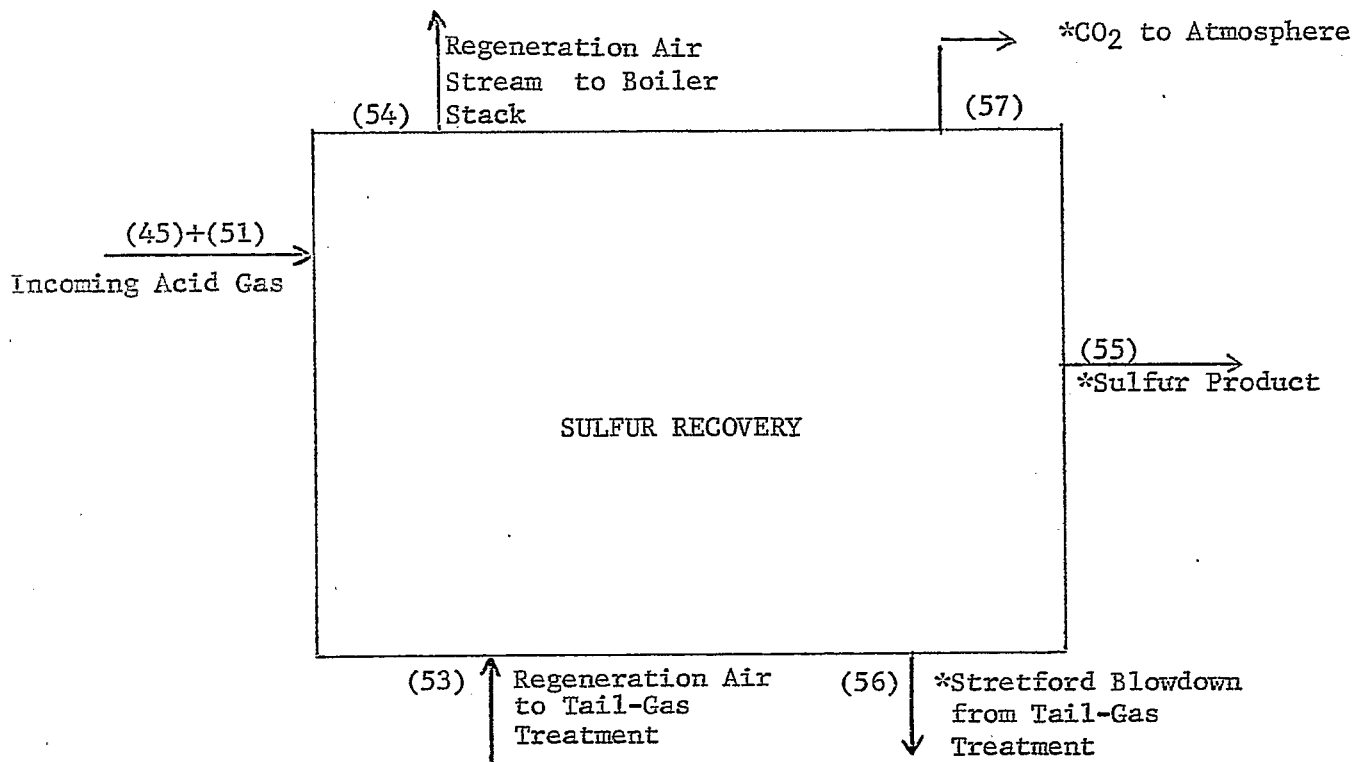 Regeneration Air
Stream to Boiler
Stack
(54)
*CO2 to Atmosphere
(57)
(45)+(51)
Incoming Acid Gas
(55)
*Sulfur Product
SULFUR RECOVERY
(53)
Regeneration Air
to Tail-Gas
Treatment
(56)
*Stretford Blowdown
from Tail-Gas
Treatment